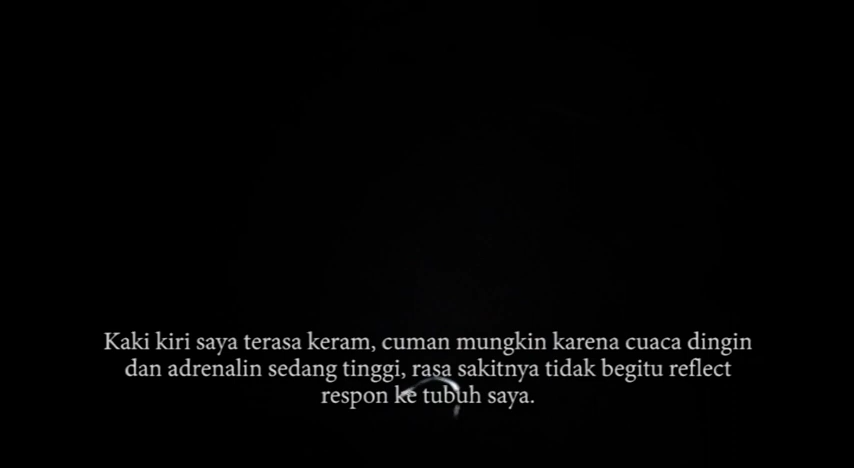 Kaki kiri saya terasa keram, cuman mungkin karena cuaca dingin
dan adrenalin sedang tinggi, rasa sakitnya tidak begitu reflect
respon ke tubuh saya.